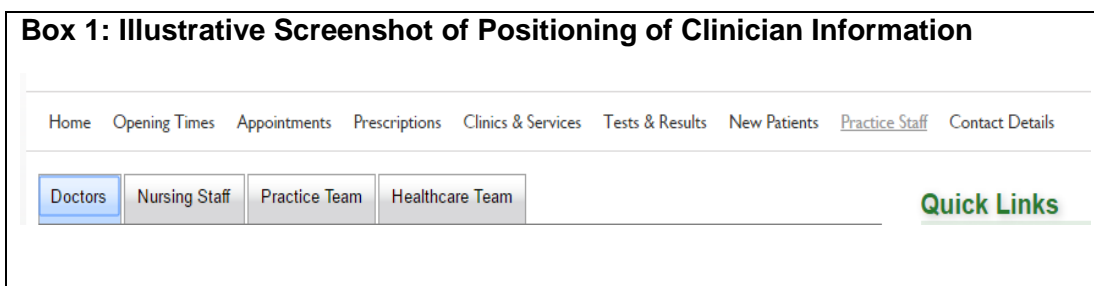 Box 1: Illustrative Screenshot of Positioning of Clinician Information
Home Opening Times Appointments Prescriptions Clinics & Services Tests & Results New Patients Practice Staff Contact Details
Doctors Nursing Staff Practice Team Healthcare Team
Quick Links